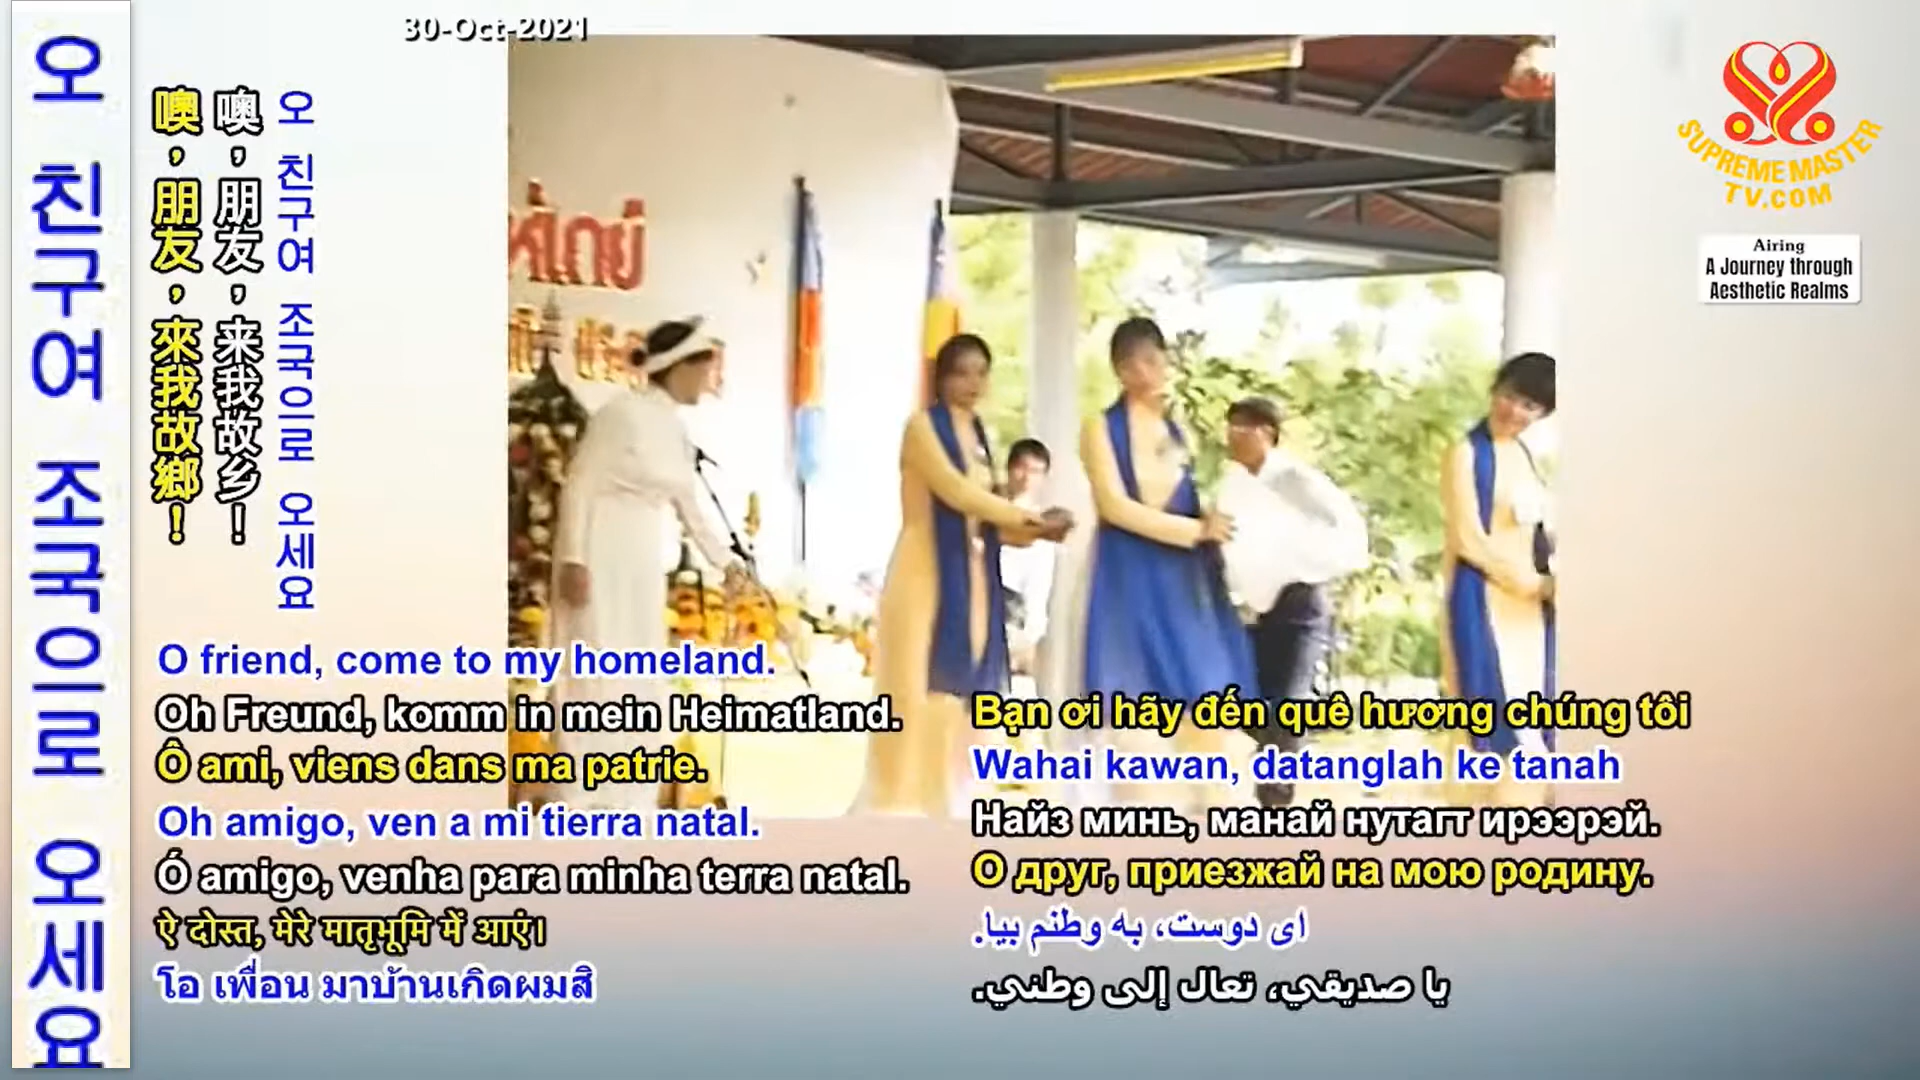 30-Oct-2021
오 친구여 조국으로 오세요
噢，朋友，來我故鄉！
噢，朋友，来我故乡！
오 친구여 조국으로 오세요
SUPREME MASTER
TV.COM
Airing
A Journey through
Aesthetic Realms
O friend, come to my homeland.
Oh Freund, komm in mein Heimatland.
Ô ami, viens dans ma patrie.
Oh amigo, ven a mi tierra natal.
Ó amigo, venha para minha terra natal.
ऐ दोस्त, मेरे मातृभूमि में आएं।
โอ เพื่อน มาบ้านเกิดผมสิ
Bạn ơi hãy đến quê hương chúng tôi
Wahai kawan, datanglah ke tanah
Найз минь, манай нутагт ирээрэй.
О друг, приезжай на мою родину.
ای دوست، به وطنم بیا.
يا صديقي، تعال إلى وطني.